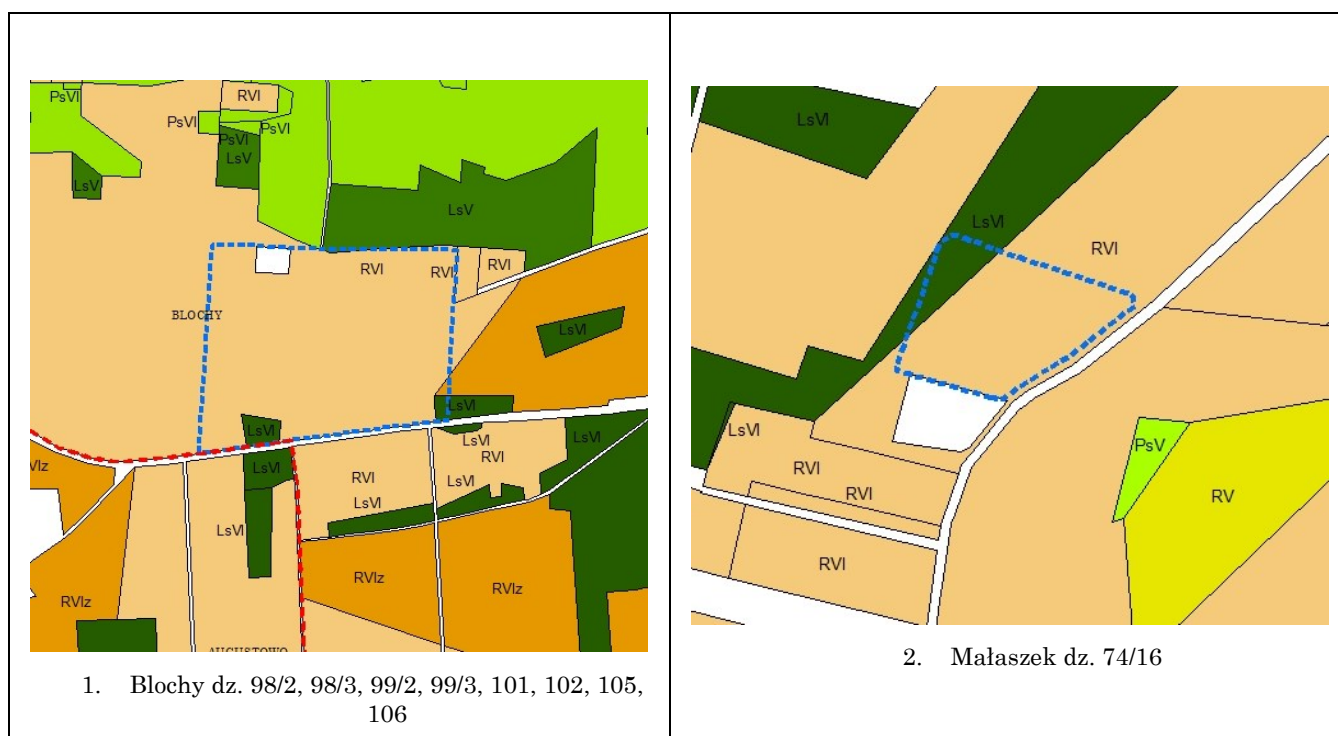 PsVI
RVI
PsVI
PsVI
PsVI
LsV
LsV
LsV
RVI
RVI
RVI
BLOCHY
LsVI
LsVI
LsVI
LsVI
LsVI
LsVI
RVI
RVI
LsVI
LsVI
LsVI
VIz
RVIz
RVIz
RVIz
AUGUSTOWO
1. Blochy dz. 98/2, 98/3, 99/2, 99/3, 101, 102, 105,
106
LsVI
LsVI
RVI
LsVI
PsV
RV
RVI
RVI
RVI
2. Małaszek dz. 74/16